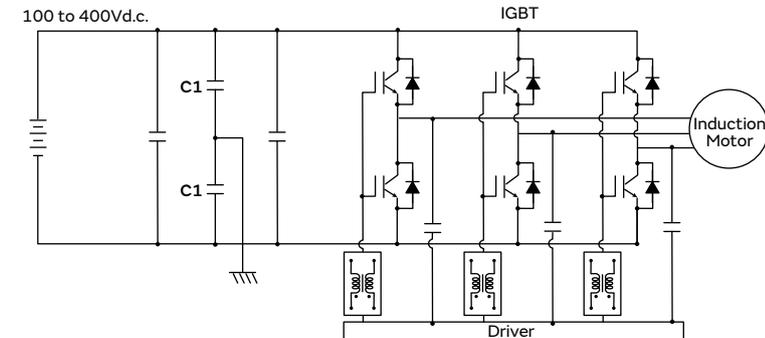 100 to 400Vd.c.
IGBT
C1
Induction
Motor
C1
Driver